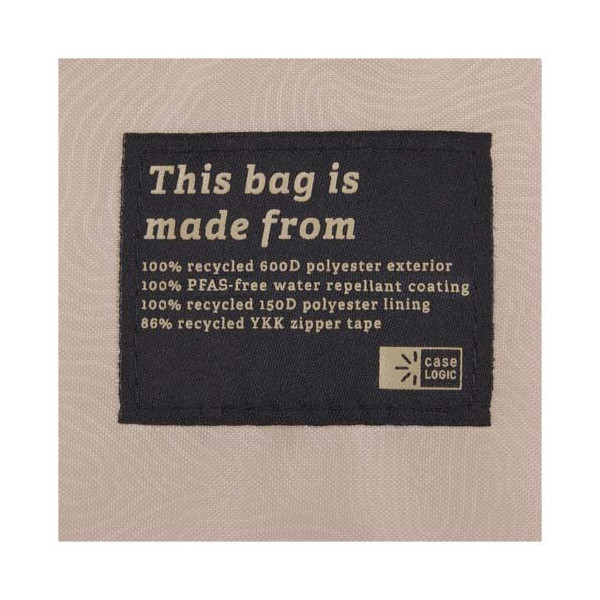 This bag is
made from
100% recycled 600D polyester exterior
100% PFAS-free water repellant coating
100% recycled 150D polyester lining
86% recycled YKK zipper tape
case
LOGIC